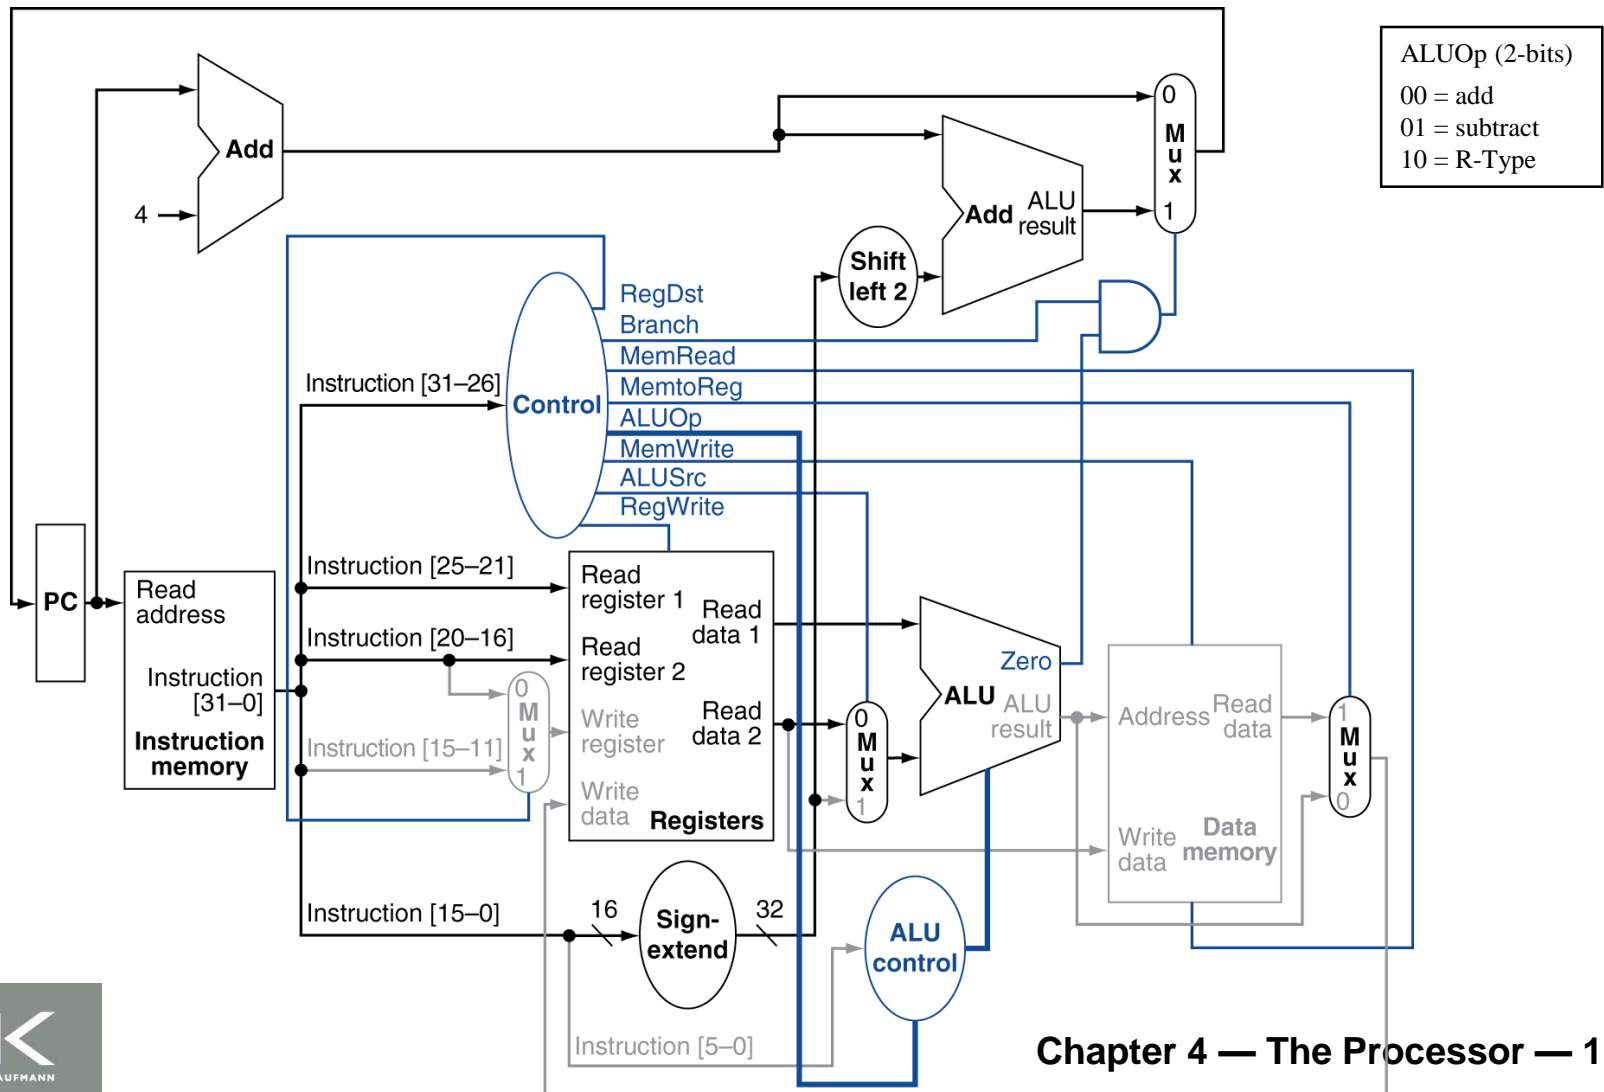 ALUOp (2-bits)
00 = add
01 = subtract
10 = R-Type
Add
4
0
M
u
x
1
Add
ALU
result
Shift
left 2
RegDst
Branch
MemRead
MemtoReg
ALUOp
MemWrite
ALUSrc
RegWrite
Instruction [31–26]
Control
PC
Read
address
Instruction
[31–0]
Instruction
memory
Instruction [25–21]
Instruction [20–16]
Instruction [15–11]
0
M
u
x
1
Read
register 1
Read
register 2
Write
register
Write
data
Read
data 1
Read
data 2
Registers
0
M
u
x
1
Zero
ALU
ALU
result
Address
Read
data
Write
data
Data
memory
1
M
u
x
0
Instruction [15–0]
16
Sign-
extend
32
ALU
control
Instruction [5–0]
Chapter 4 — The Processor — 1